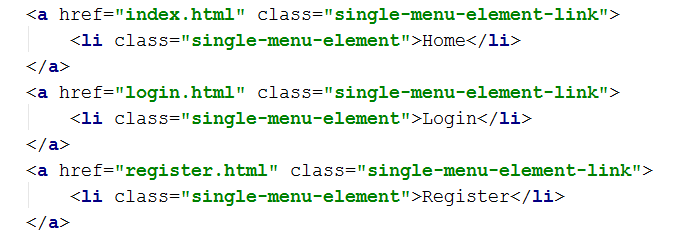 <a href="index.html" class="single-menu-element-link">
    <li class="single-menu-element">Home</li>
</a>
<a href="login.html" class="single-menu-element-link">
    <li class="single-menu-element">Login</li>
</a>
<a href="register.html" class="single-menu-element-link">
    <li class="single-menu-element">Register</li>
</a>